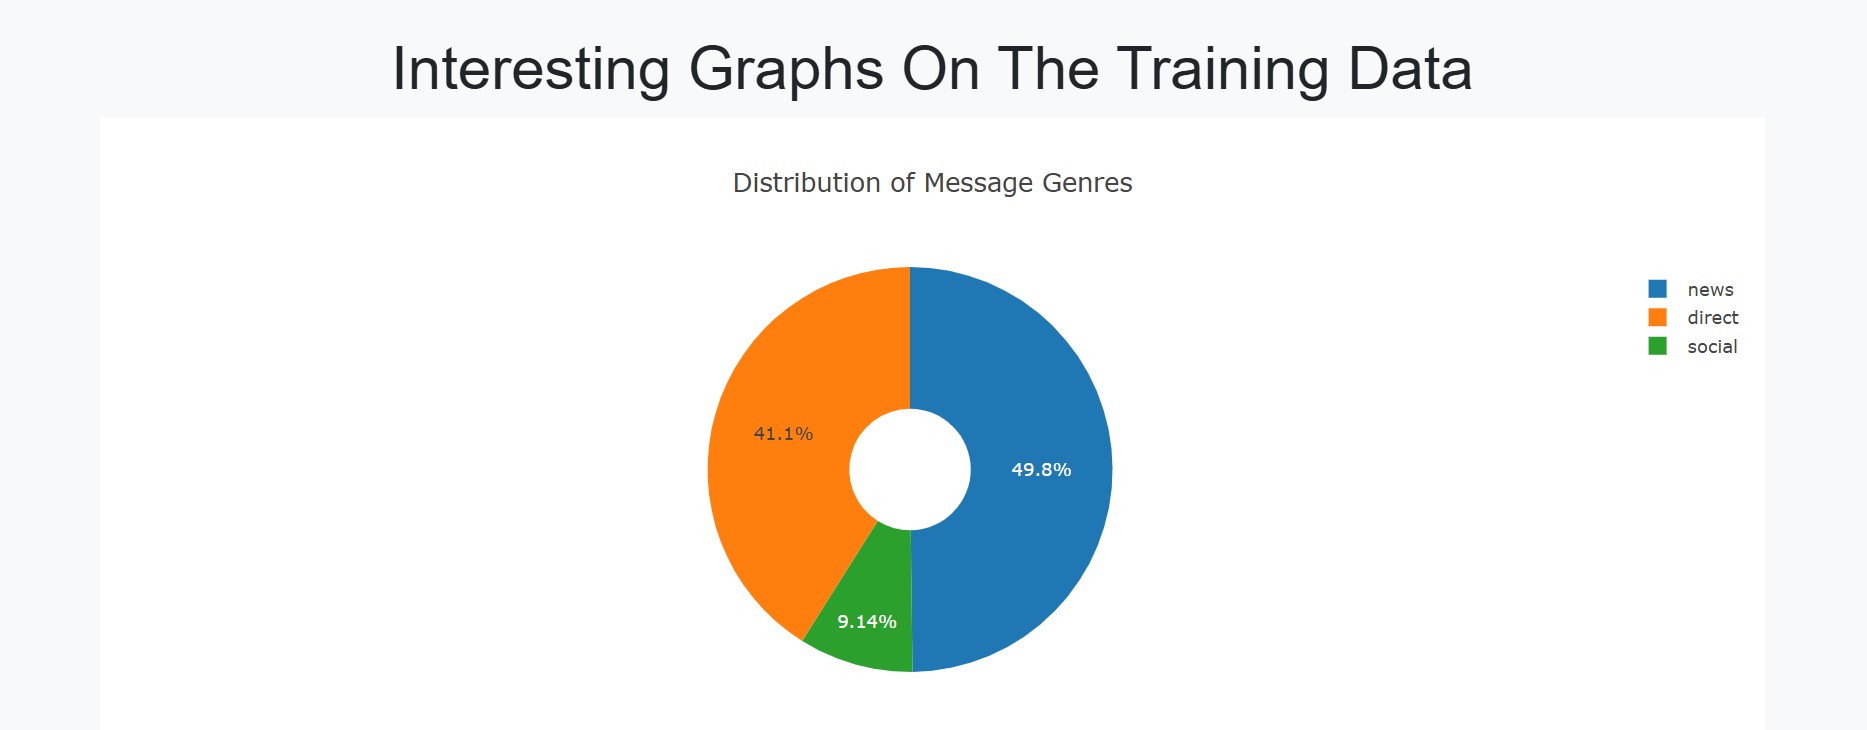 Interesting Graphs On The Training Data
Distribution of Message Genres
news
direct
social
41.1%
49.8%
9.14%